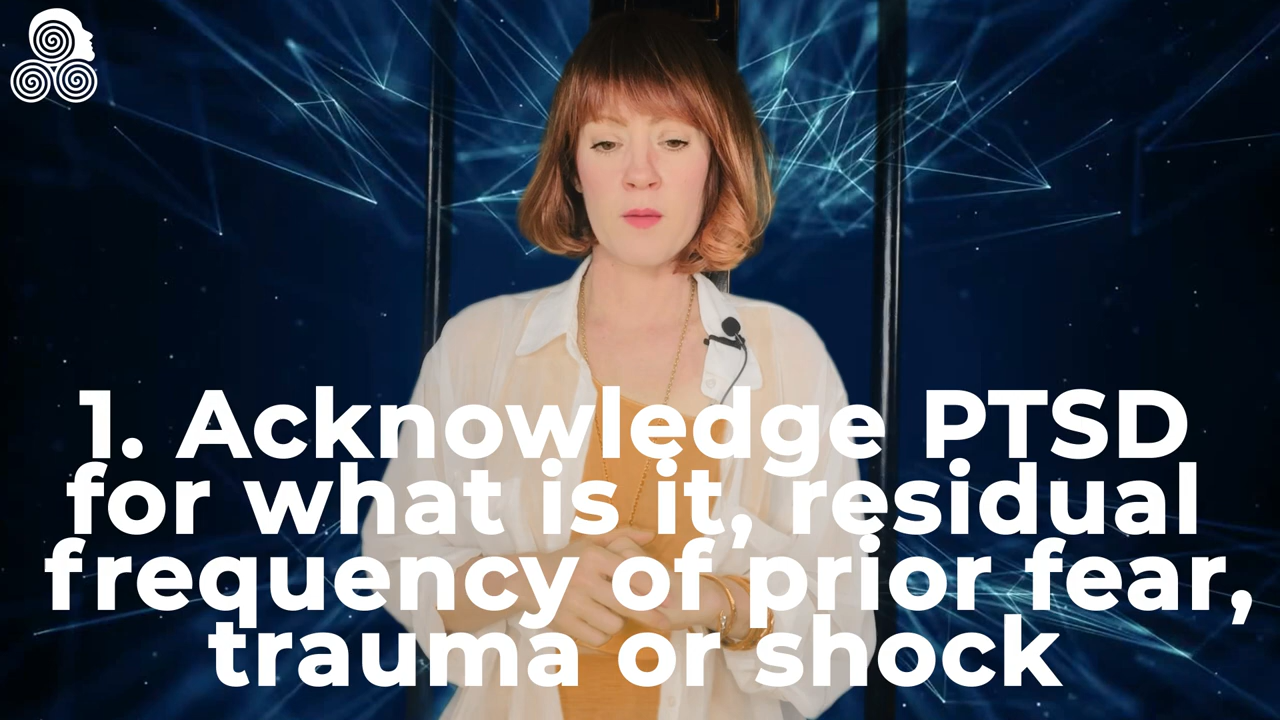 1. Acknowledge PTSD
for what is it, residual
frequency of prior fear,
trauma or shock